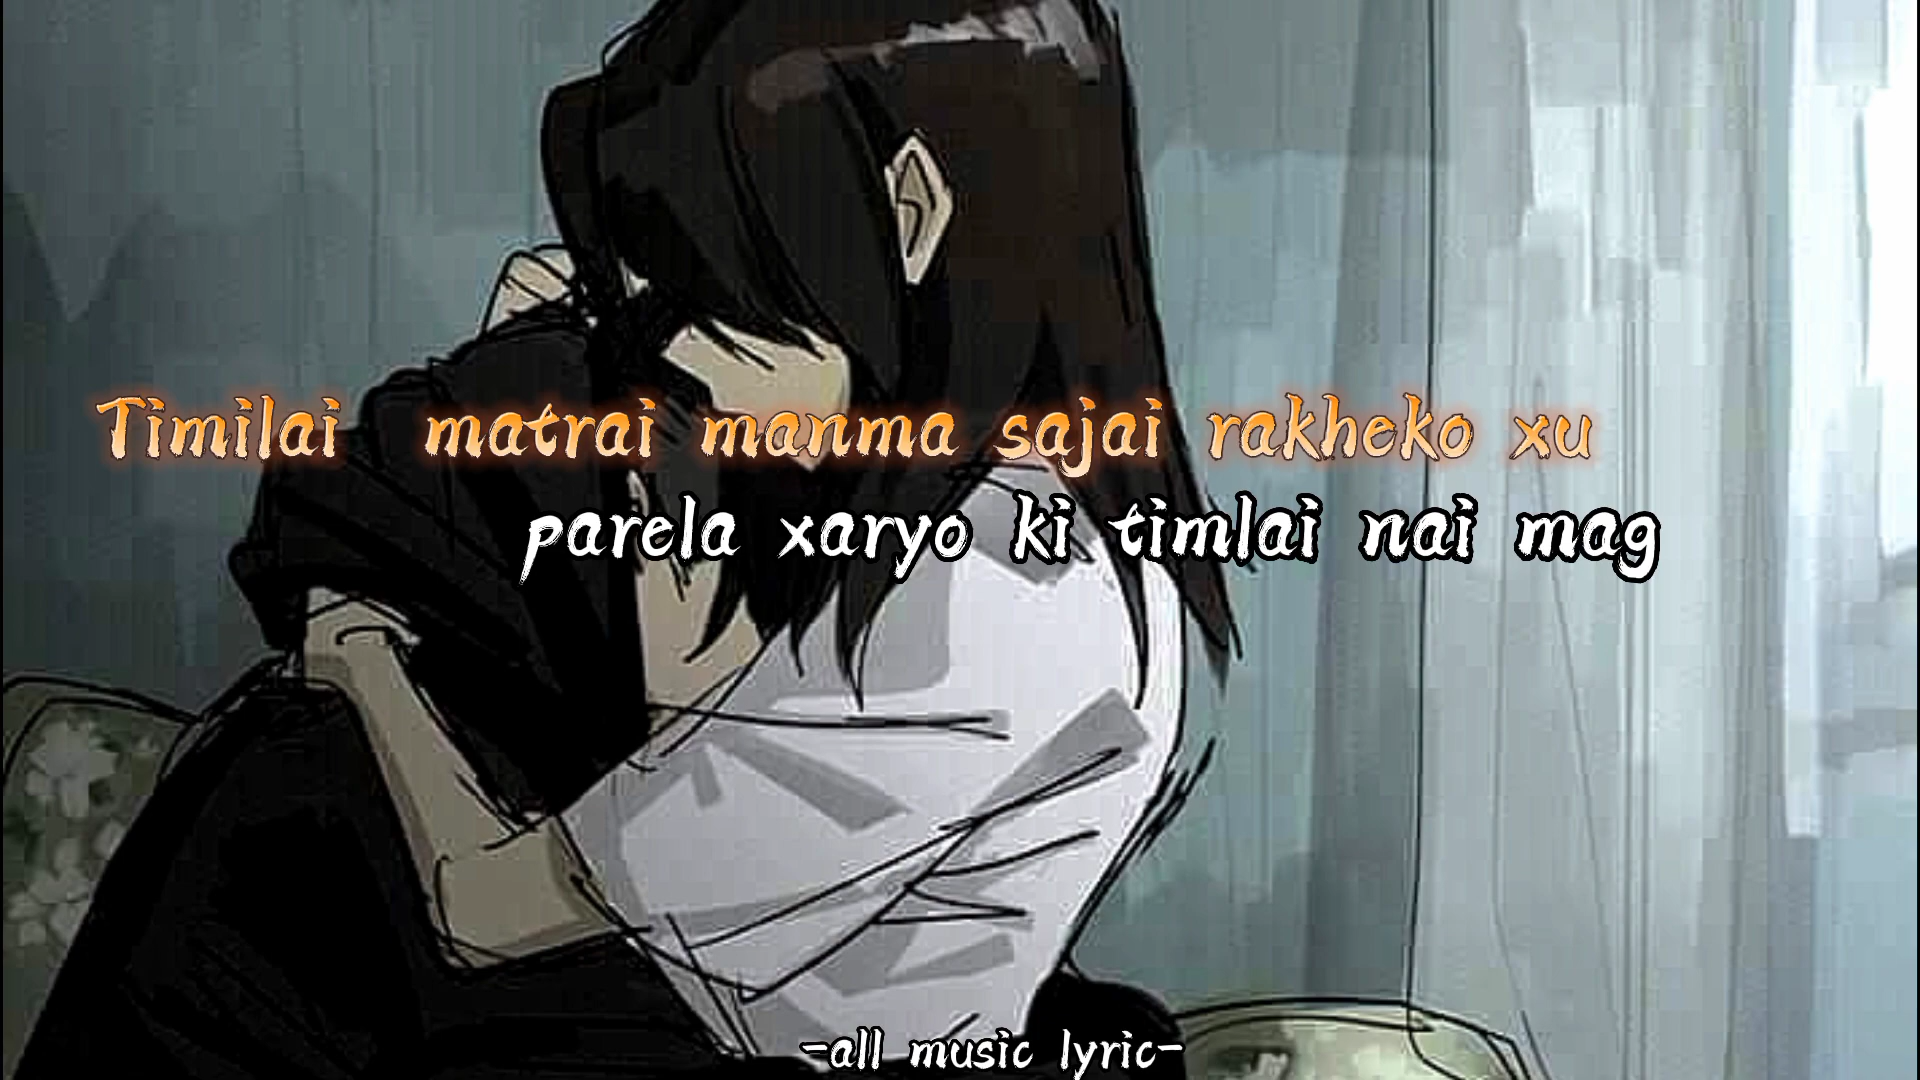 Timilai matrai manma sajai rakheko xu
parela xaryo ki timlai nai mag
-all music lyric-